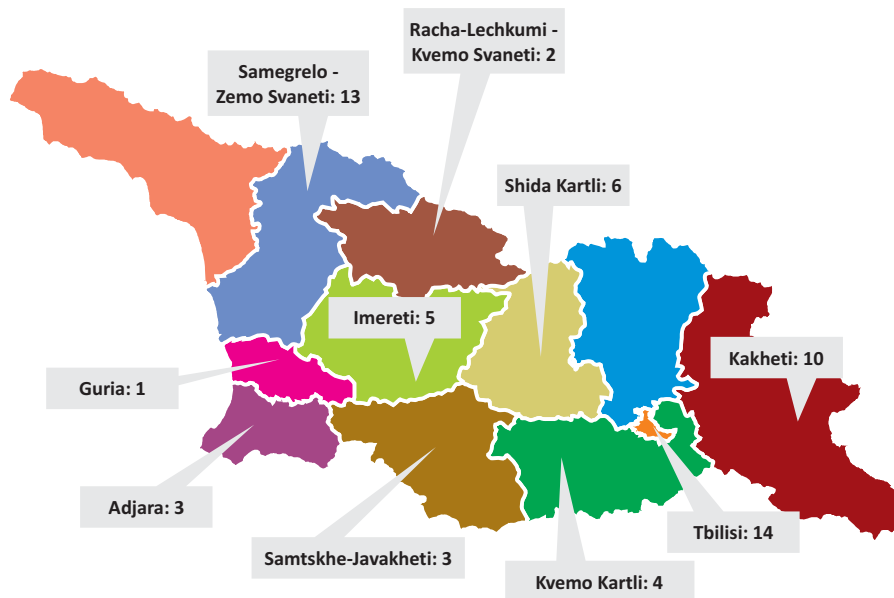 Racha-Lechkumi -
Kvemo Svaneti: 2
Samegrelo -
Zemo Svaneti: 13
Shida Kartli: 6
Imereti: 5
Kakheti: 10
Guria: 1
Adjara: 3
Tbilisi: 14
Samtskhe-Javakheti: 3
Kvemo Kartli: 4